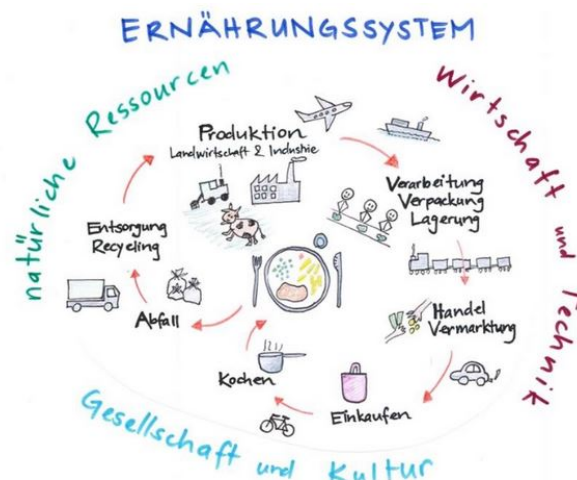 ERNÄHRUNGSSYSTEM
natürliche Ressourcen
Wirtschaft und Technik
Produktion
Landwirtschaft & Industrie
Verarbeitung
Verpackung
Lagerung
Handel
Vermarktung
Einkaufen
Kochen
Abfall
Entsorgung
Recycling
Gesellschaft und Kultur